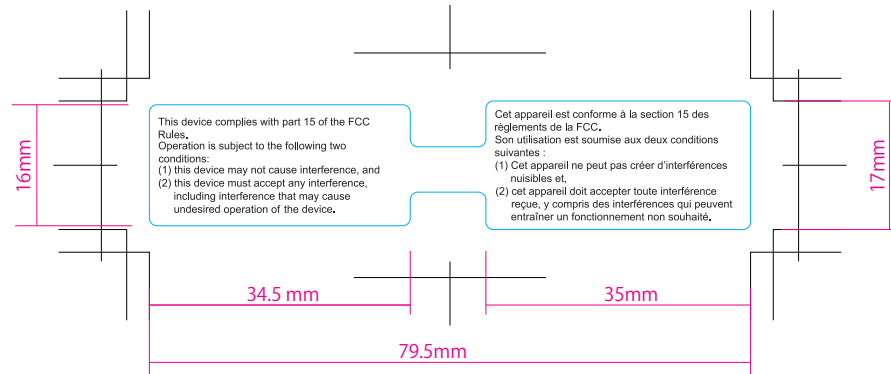 This device complies with part 15 of the FCC
Rules.
Operation is subject to the following two
conditions:
(1) this device may not cause interference, and
(2) this device must accept any interference,
including interference that may cause
undesired operation of the device.
Cet appareil est conforme à la section 15 des
règlements de la FCC.
Son utilisation est soumise aux deux conditions
suivantes :
(1) Cet appareil ne peut pas créer d'interférences
nuisibles et,
(2) cet appareil doit accepter toute interférence
reçue, y compris des interférences qui peuvent
entraîner un fonctionnement non souhaité.
16mm
17mm
34.5 mm
35mm
79.5mm